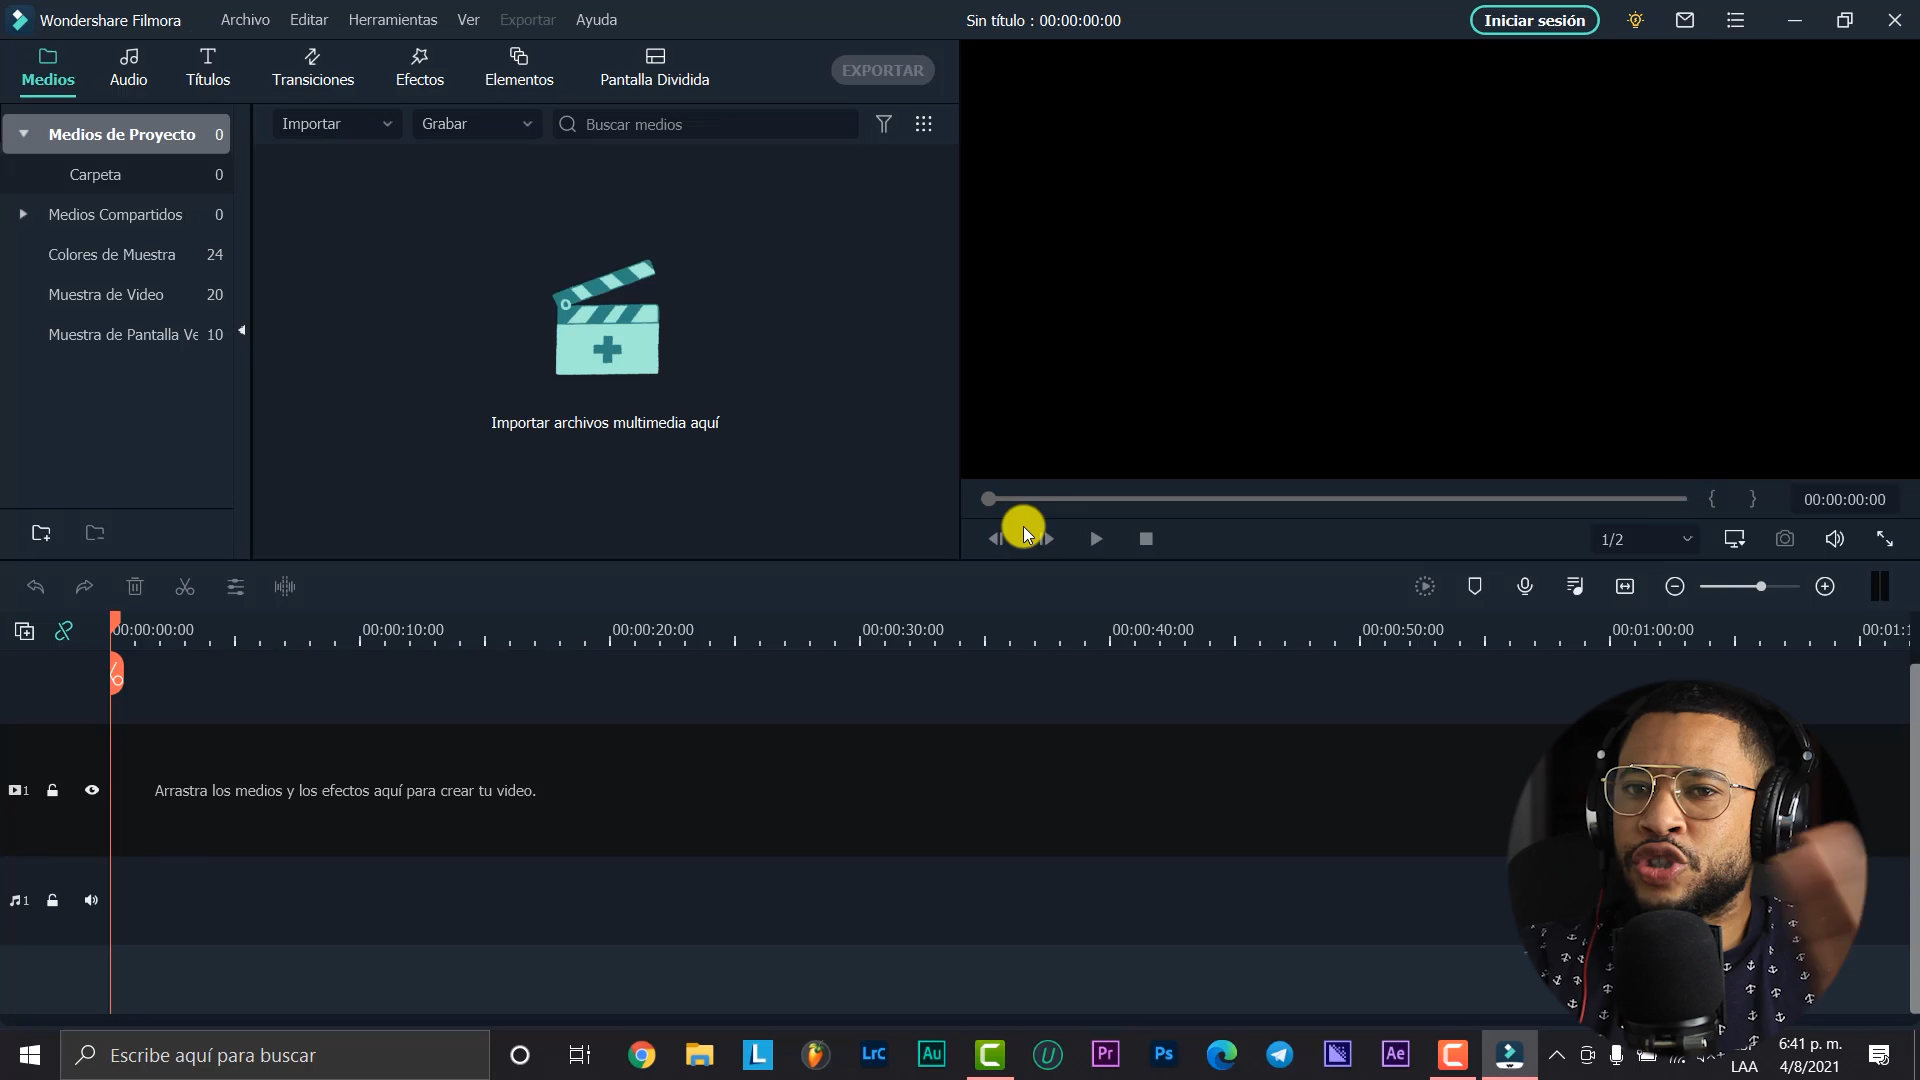 Wondershare Filmora
Archivo Editar Herramientas Ver Exportar Ayuda
Sin título : 00:00:00:00
Iniciar sesión
Medios Audio Títulos Transiciones Efectos Elementos Pantalla Dividida
EXPORTAR
Importar Grabar Buscar medios
Medios de Proyecto 0
Carpeta 0
Medios Compartidos 0
Colores de Muestra 24
Muestra de Video 20
Muestra de Pantalla Ve 10
Importar archivos multimedia aquí
{ } 00:00:00:00
1/2
00:00:00:00 00:00:10:00 00:00:20:00 00:00:30:00 00:00:40:00 00:00:50:00 00:01:00:00 00:01:1
1
Arrastra los medios y los efectos aquí para crear tu video.
1
Escribe aquí para buscar
L LrC Au C U Pr Ps Ae C
LAA
6:41 p. m.
4/8/2021